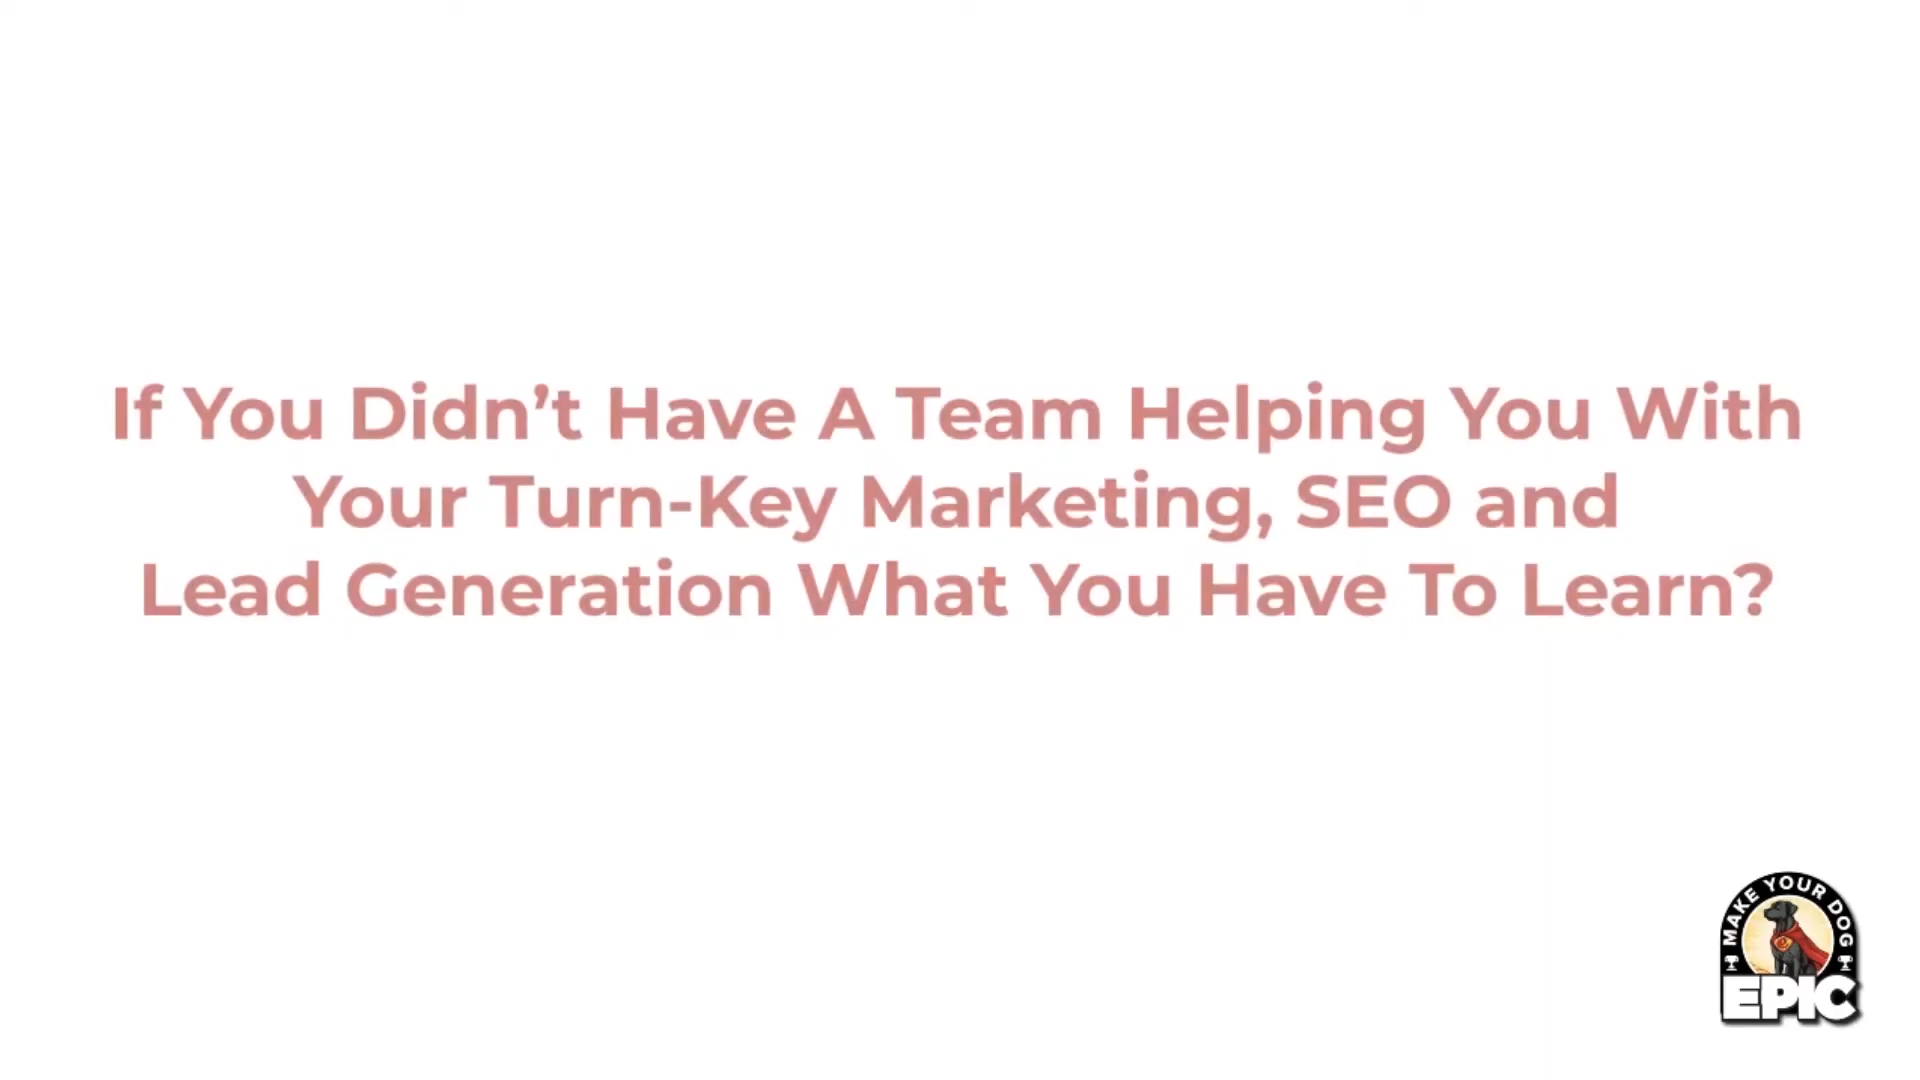 If You Didn’t Have A Team Helping You With
Your Turn-Key Marketing, SEO and
Lead Generation What You Have To Learn?
MAKE YOUR DOG
EPIC